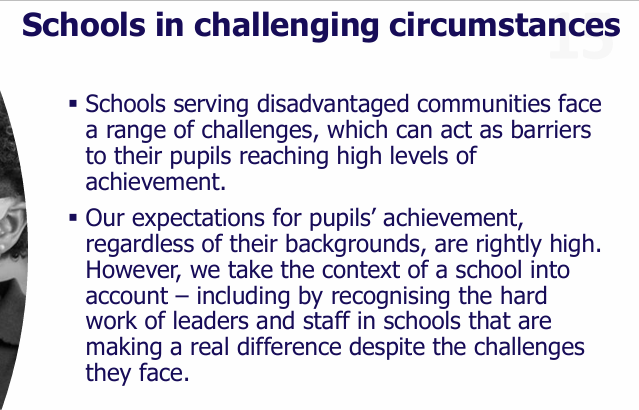 Schools in challenging circumstances
15
▪ Schools serving disadvantaged communities face
a range of challenges, which can act as barriers
to their pupils reaching high levels of
achievement.
▪ Our expectations for pupils’ achievement,
regardless of their backgrounds, are rightly high.
However, we take the context of a school into
account – including by recognising the hard
work of leaders and staff in schools that are
making a real difference despite the challenges
they face.